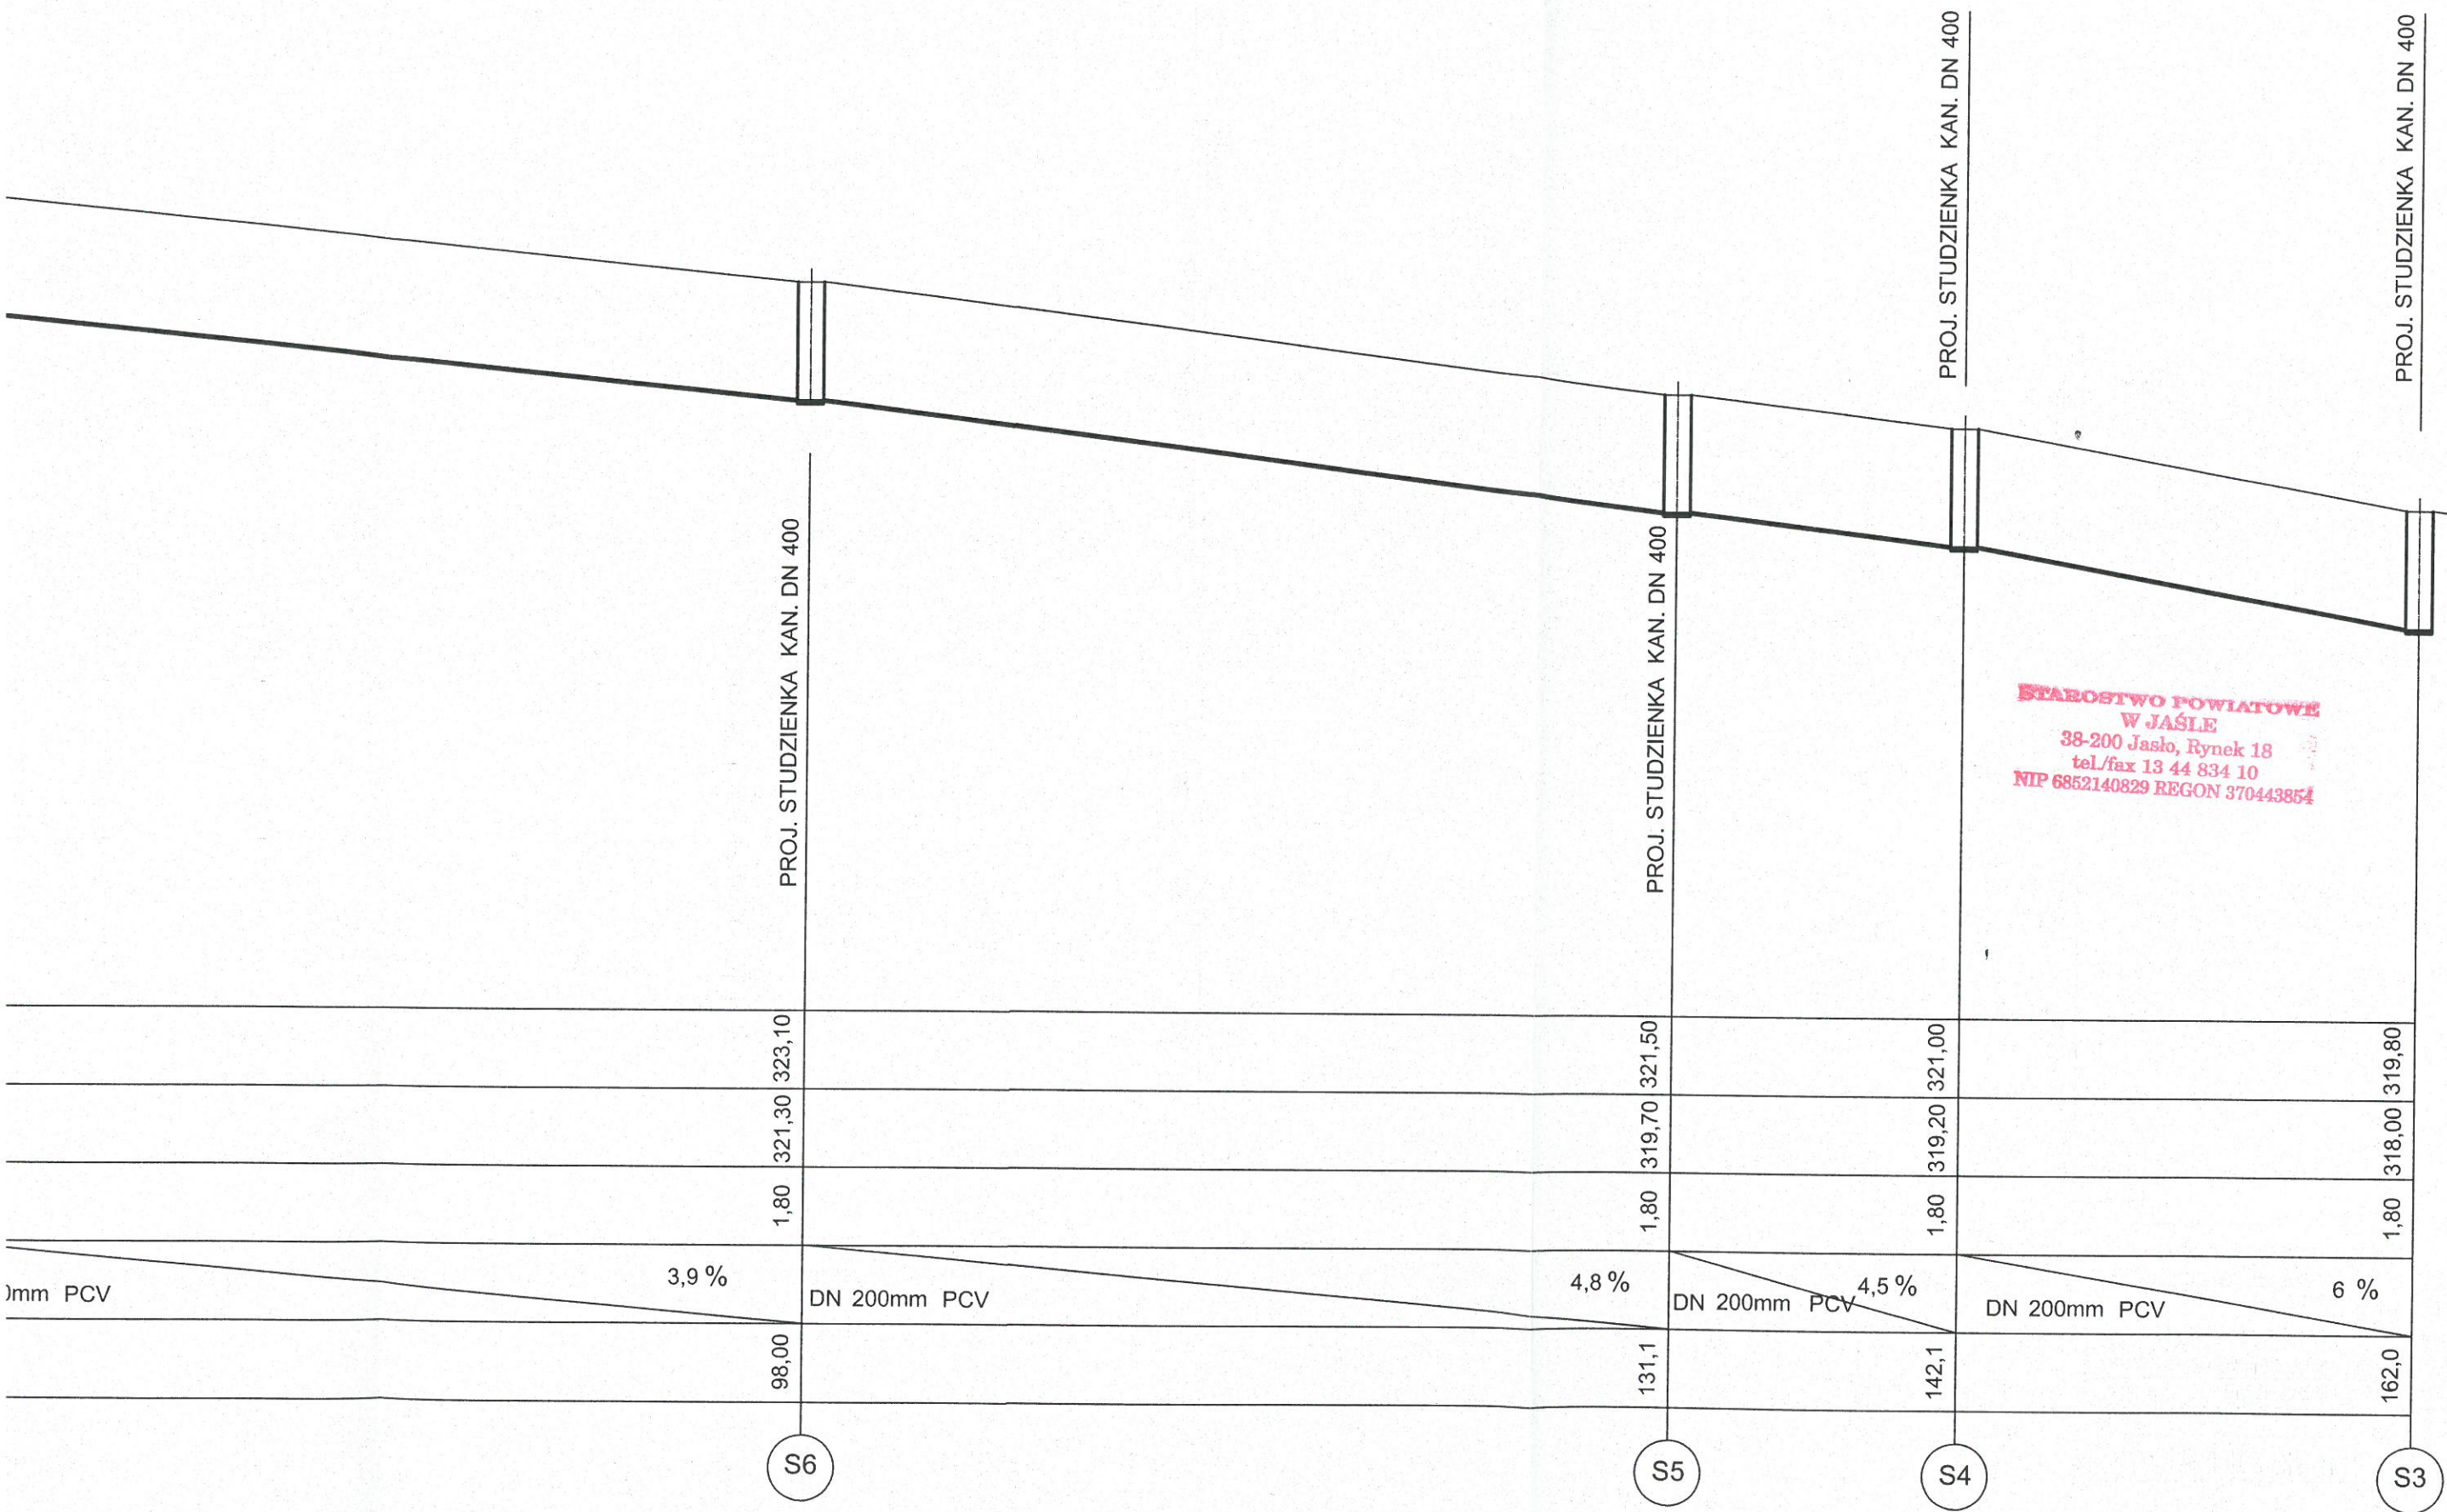 PROJ. STUDZIENKA KAN. DN 400
PROJ. STUDZIENKA KAN. DN 400
PROJ. STUDZIENKA KAN. DN 400
PROJ. STUDZIENKA KAN. DN 400
STAROSTWO POWIATOWE
W JAŚLE
38-200 Jasło, Rynek 18
tel./fax 13 44 834 10
NIP 6852140829 REGON 370443854
323,10
321,50
321,00
319,80
321,30
319,70
319,20
318,00
1,80
1,80
1,80
1,80
3,9 %
4,8 %
4,5 %
6 %
mm PCV
DN 200mm PCV
DN 200mm PCV
DN 200mm PCV
98,00
131,1
142,1
162,0
S6
S5
S4
S3